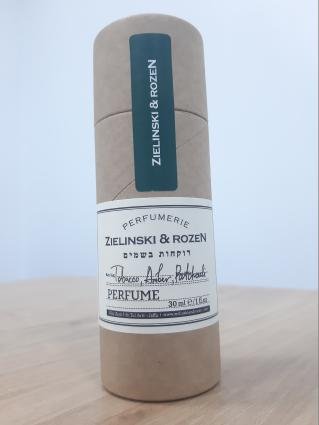 ZIELINSKI & ROZEN
PERFUMERIE
ZIELINSKI & ROZEN
רוקחות בשמים
Tobacco, Amber, Patchouli
PERFUME
30 ml ℮/1 fl.oz